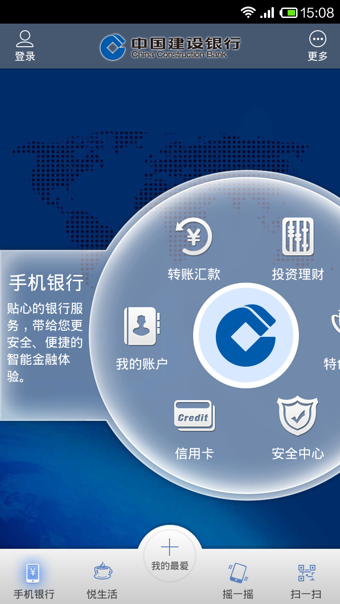 15:08
登录
中国建设银行
China Construction Bank
更多
手机银行
贴心的银行服
务，带给您更
安全、便捷的
智能金融体
验。
转账汇款
投资理财
我的账户
特
Credit
信用卡
安全中心
手机银行
悦生活
我的最爱
摇一摇
扫一扫